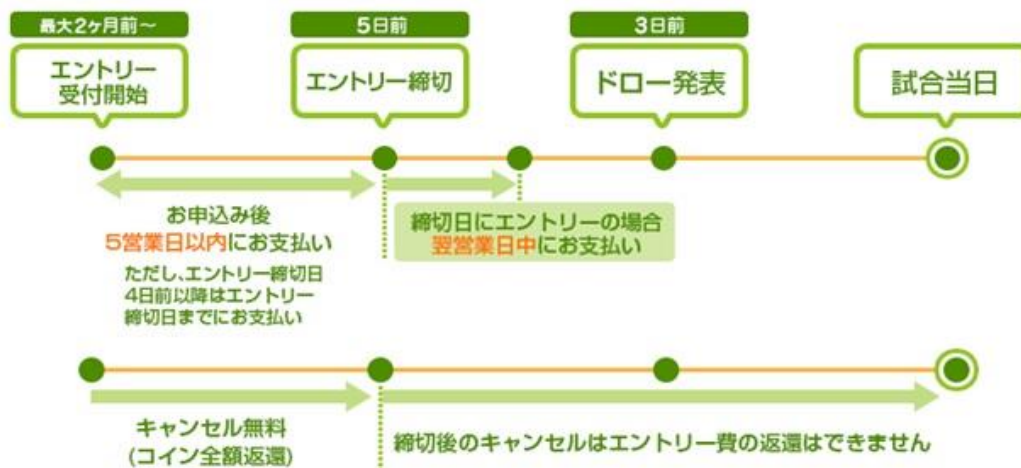 最大2ヶ月前～
5日前
3日前
エントリー
受付開始
エントリー締切
ドロー発表
試合当日
お申込み後
5営業日以内にお支払い
ただし、エントリー締切日
4日前以降はエントリー
締切日までにお支払い
締切日にエントリーの場合
翌営業日中にお支払い
キャンセル無料
(コイン全額返還)
締切後のキャンセルはエントリー費の返還はできません